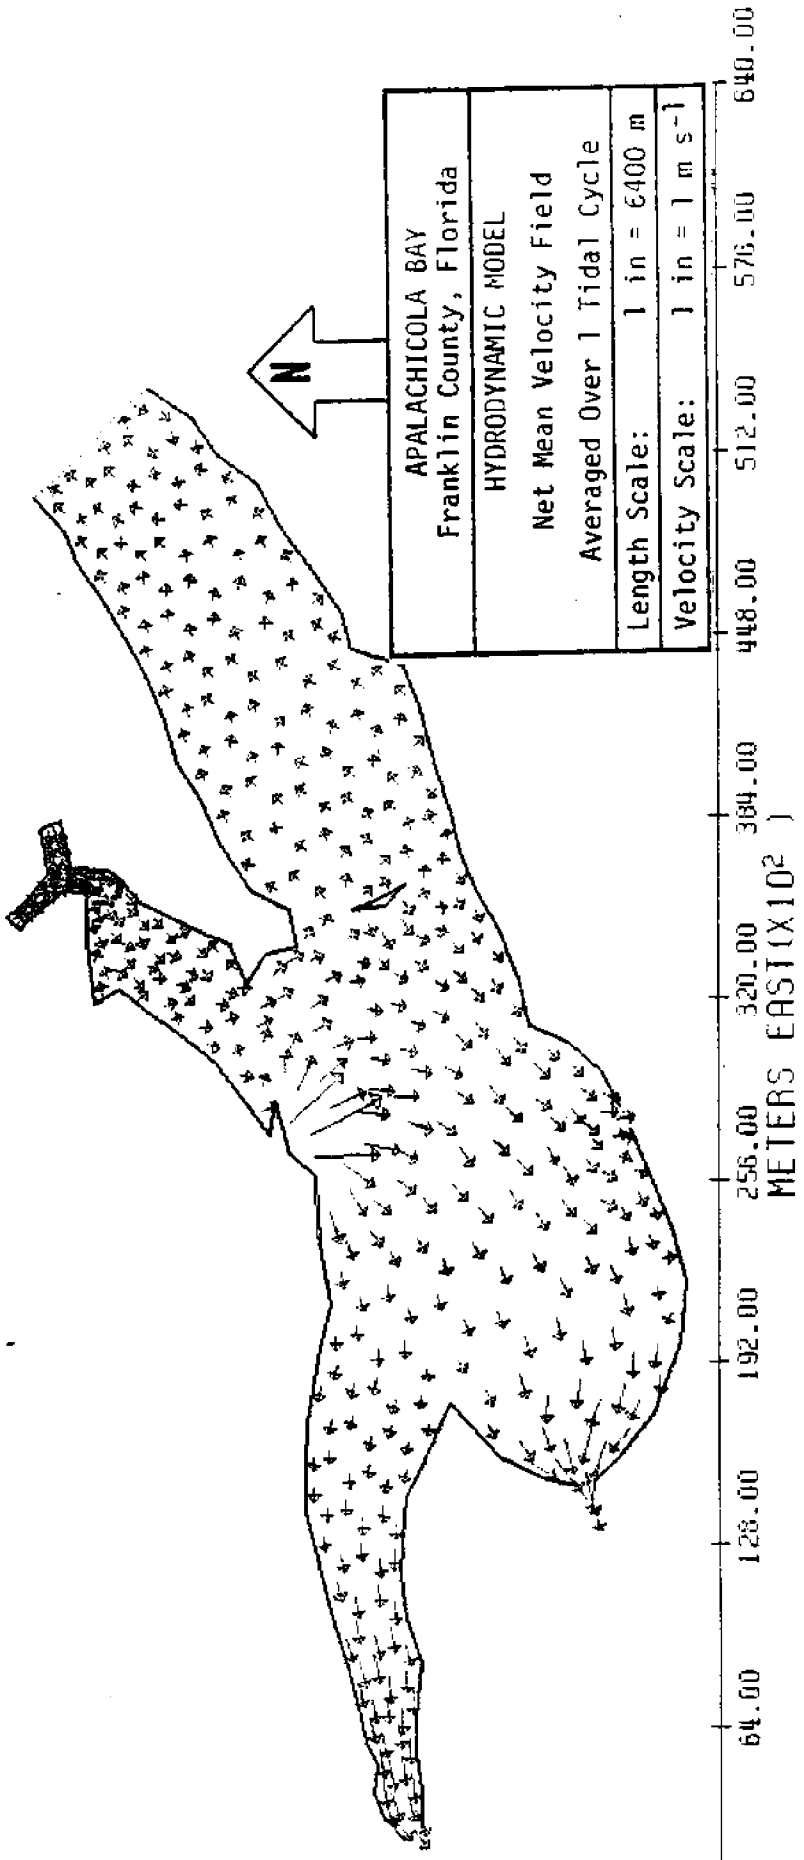 N
APALACHICOLA BAY
Franklin County, Florida
HYDRODYNAMIC MODEL
Net Mean Velocity Field
Averaged Over 1 Tidal Cycle
Length Scale: 1 in = 6400 m
Velocity Scale: 1 in = 1 m s⁻¹
64.00 128.00 192.00 256.00 320.00 384.00 448.00 512.00 576.00 640.00
METERS EAST(X10² )